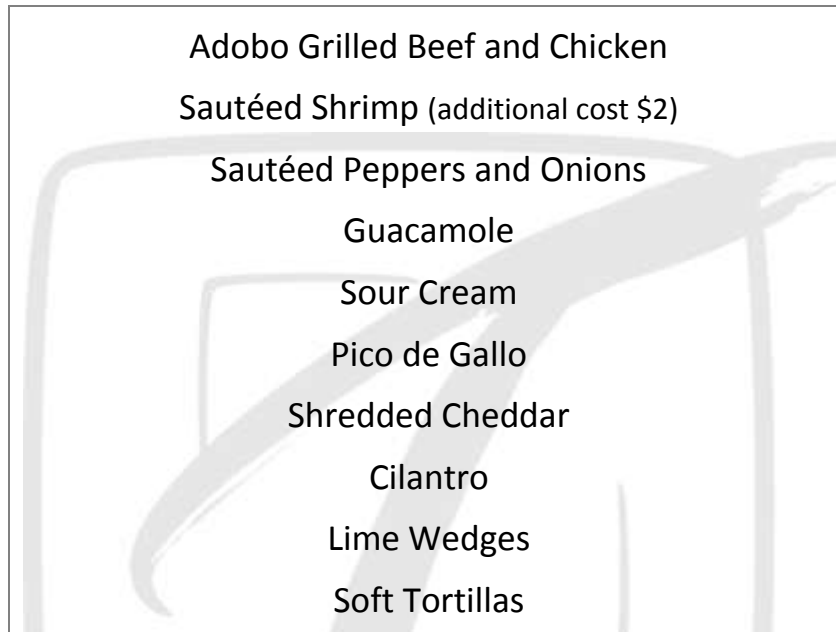 Adobo Grilled Beef and Chicken
Sautéed Shrimp (additional cost $2)
Sautéed Peppers and Onions
Guacamole
Sour Cream
Pico de Gallo
Shredded Cheddar
Cilantro
Lime Wedges
Soft Tortillas